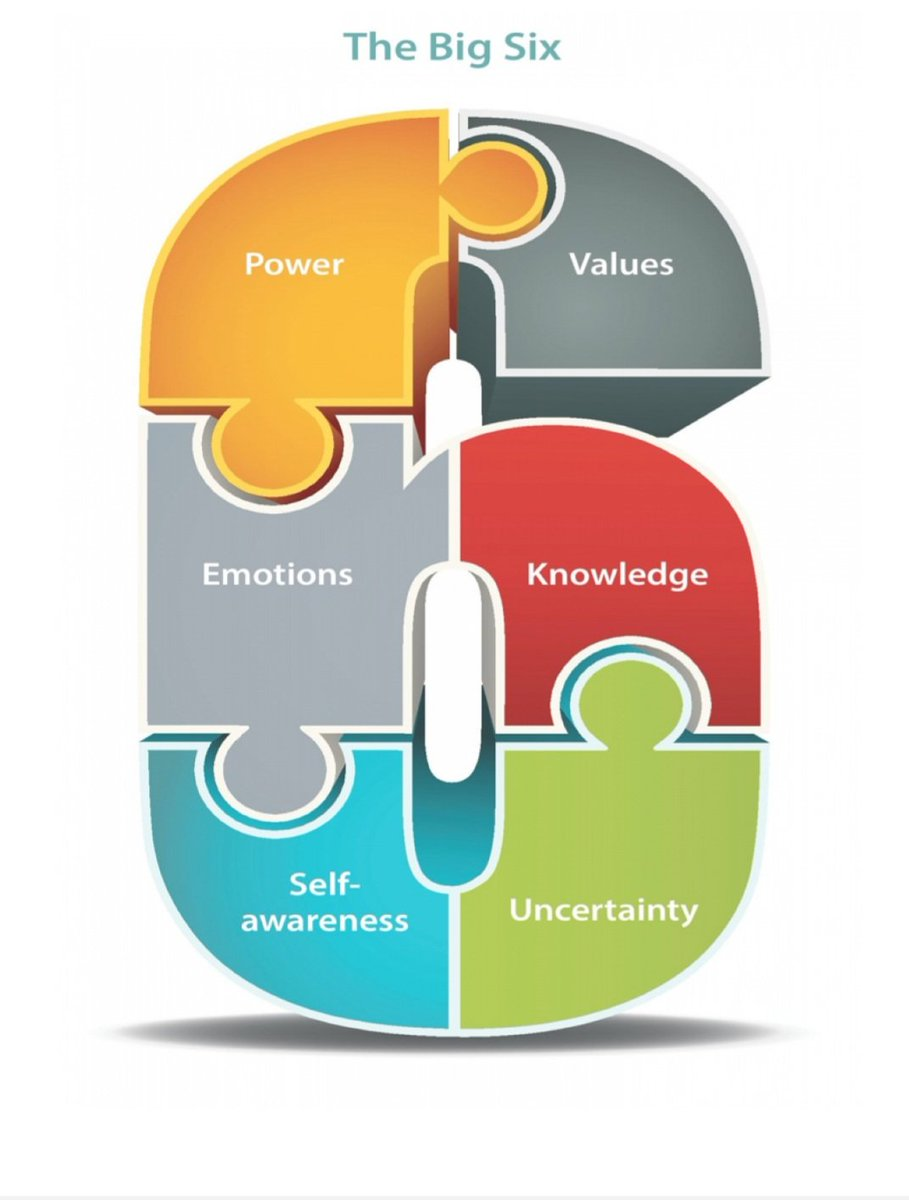 The Big Six
Power
Values
Emotions
Knowledge
Self-
awareness
Uncertainty